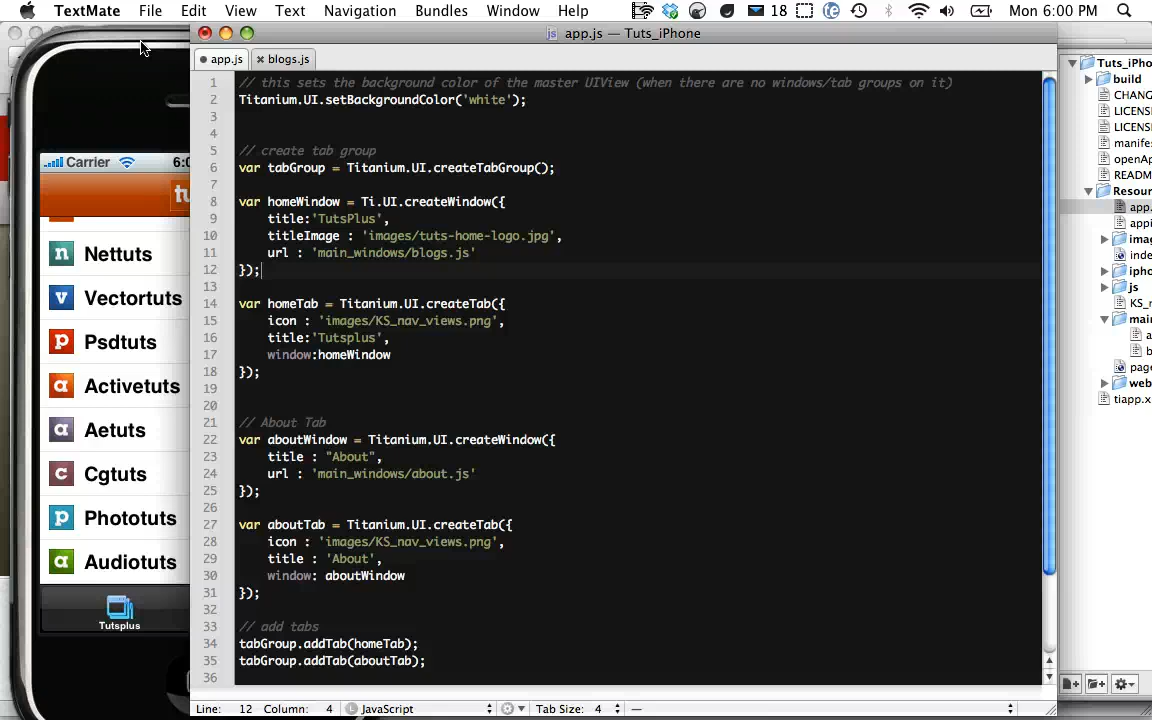 TextMate File Edit View Text Navigation Bundles Window Help 18 Mon 6:00 PM
js app.js — Tuts_iPhone
app.js blogs.js
1 // this sets the background color of the master UIView (when there are no windows/tab groups on it)
2 Titanium.UI.setBackgroundColor('white');
3
4
5 // create tab group
6 var tabGroup = Titanium.UI.createTabGroup();
7
8 var homeWindow = Ti.UI.createWindow({
9 title:'TutsPlus',
10 titleImage : 'images/tuts-home-logo.jpg',
11 url : 'main_windows/blogs.js'
12 });
13
14 var homeTab = Titanium.UI.createTab({
15 icon : 'images/KS_nav_views.png',
16 title:'Tutsplus',
17 window:homeWindow
18 });
19
20
21 // About Tab
22 var aboutWindow = Titanium.UI.createWindow({
23 title : "About",
24 url : 'main_windows/about.js'
25 });
26
27 var aboutTab = Titanium.UI.createTab({
28 icon : 'images/KS_nav_views.png',
29 title : 'About',
30 window: aboutWindow
31 });
32
33 // add tabs
34 tabGroup.addTab(homeTab);
35 tabGroup.addTab(aboutTab);
36
Line: 12 Column: 4 JavaScript Tab Size: 4 —
Carrier 6:0
tu
n Nettuts
v Vectortuts
p Psdtuts
a Activetuts
a Aetuts
c Cgtuts
p Phototuts
a Audiotuts
Tutsplus
Tuts_iPho
build
CHANG
LICENS
LICENS
manifes
openAp
READM
Resour
app.
appi
imag
inde
ipho
js
KS_n
main
a
b
page
web
tiapp.x